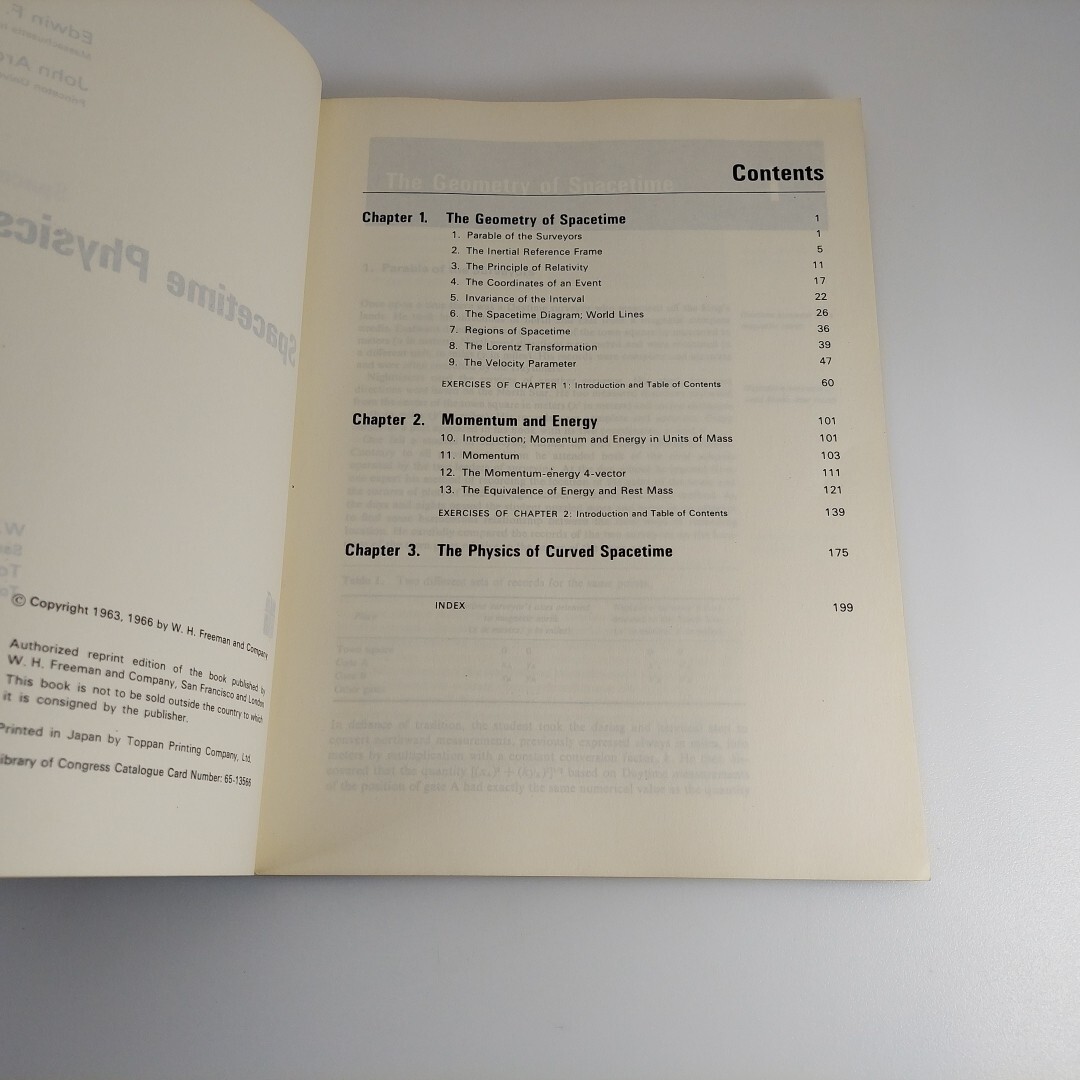 © Copyright 1963, 1966 by W. H. Freeman and Company
Authorized reprint edition of the book published by
W. H. Freeman and Company, San Francisco and London
This book is not to be sold outside the country to which
it is consigned by the publisher.
Printed in Japan by Toppan Printing Company, Ltd.
Library of Congress Catalogue Card Number: 65-13566
Contents
Chapter 1. The Geometry of Spacetime 1
1. Parable of the Surveyors 1
2. The Inertial Reference Frame 5
3. The Principle of Relativity 11
4. The Coordinates of an Event 17
5. Invariance of the Interval 22
6. The Spacetime Diagram; World Lines 26
7. Regions of Spacetime 36
8. The Lorentz Transformation 39
9. The Velocity Parameter 47
EXERCISES OF CHAPTER 1: Introduction and Table of Contents 60
Chapter 2. Momentum and Energy 101
10. Introduction; Momentum and Energy in Units of Mass 101
11. Momentum 103
12. The Momentum-energy 4-vector 111
13. The Equivalence of Energy and Rest Mass 121
EXERCISES OF CHAPTER 2: Introduction and Table of Contents 139
Chapter 3. The Physics of Curved Spacetime 175
INDEX 199